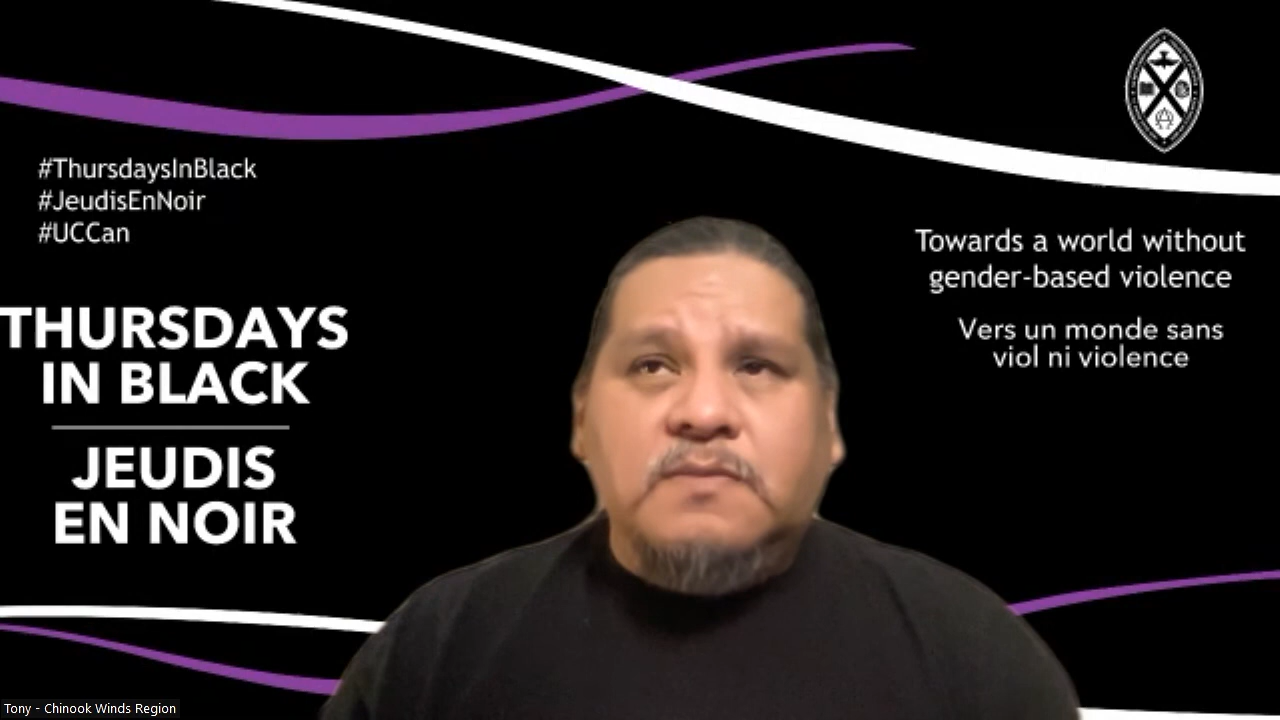 #ThursdaysInBlack
#JeudisEnNoir
#UCCan
THURSDAYS
IN BLACK
JEUDIS
EN NOIR
Towards a world without
gender-based violence
Vers un monde sans
viol ni violence
Tony - Chinook Winds Region